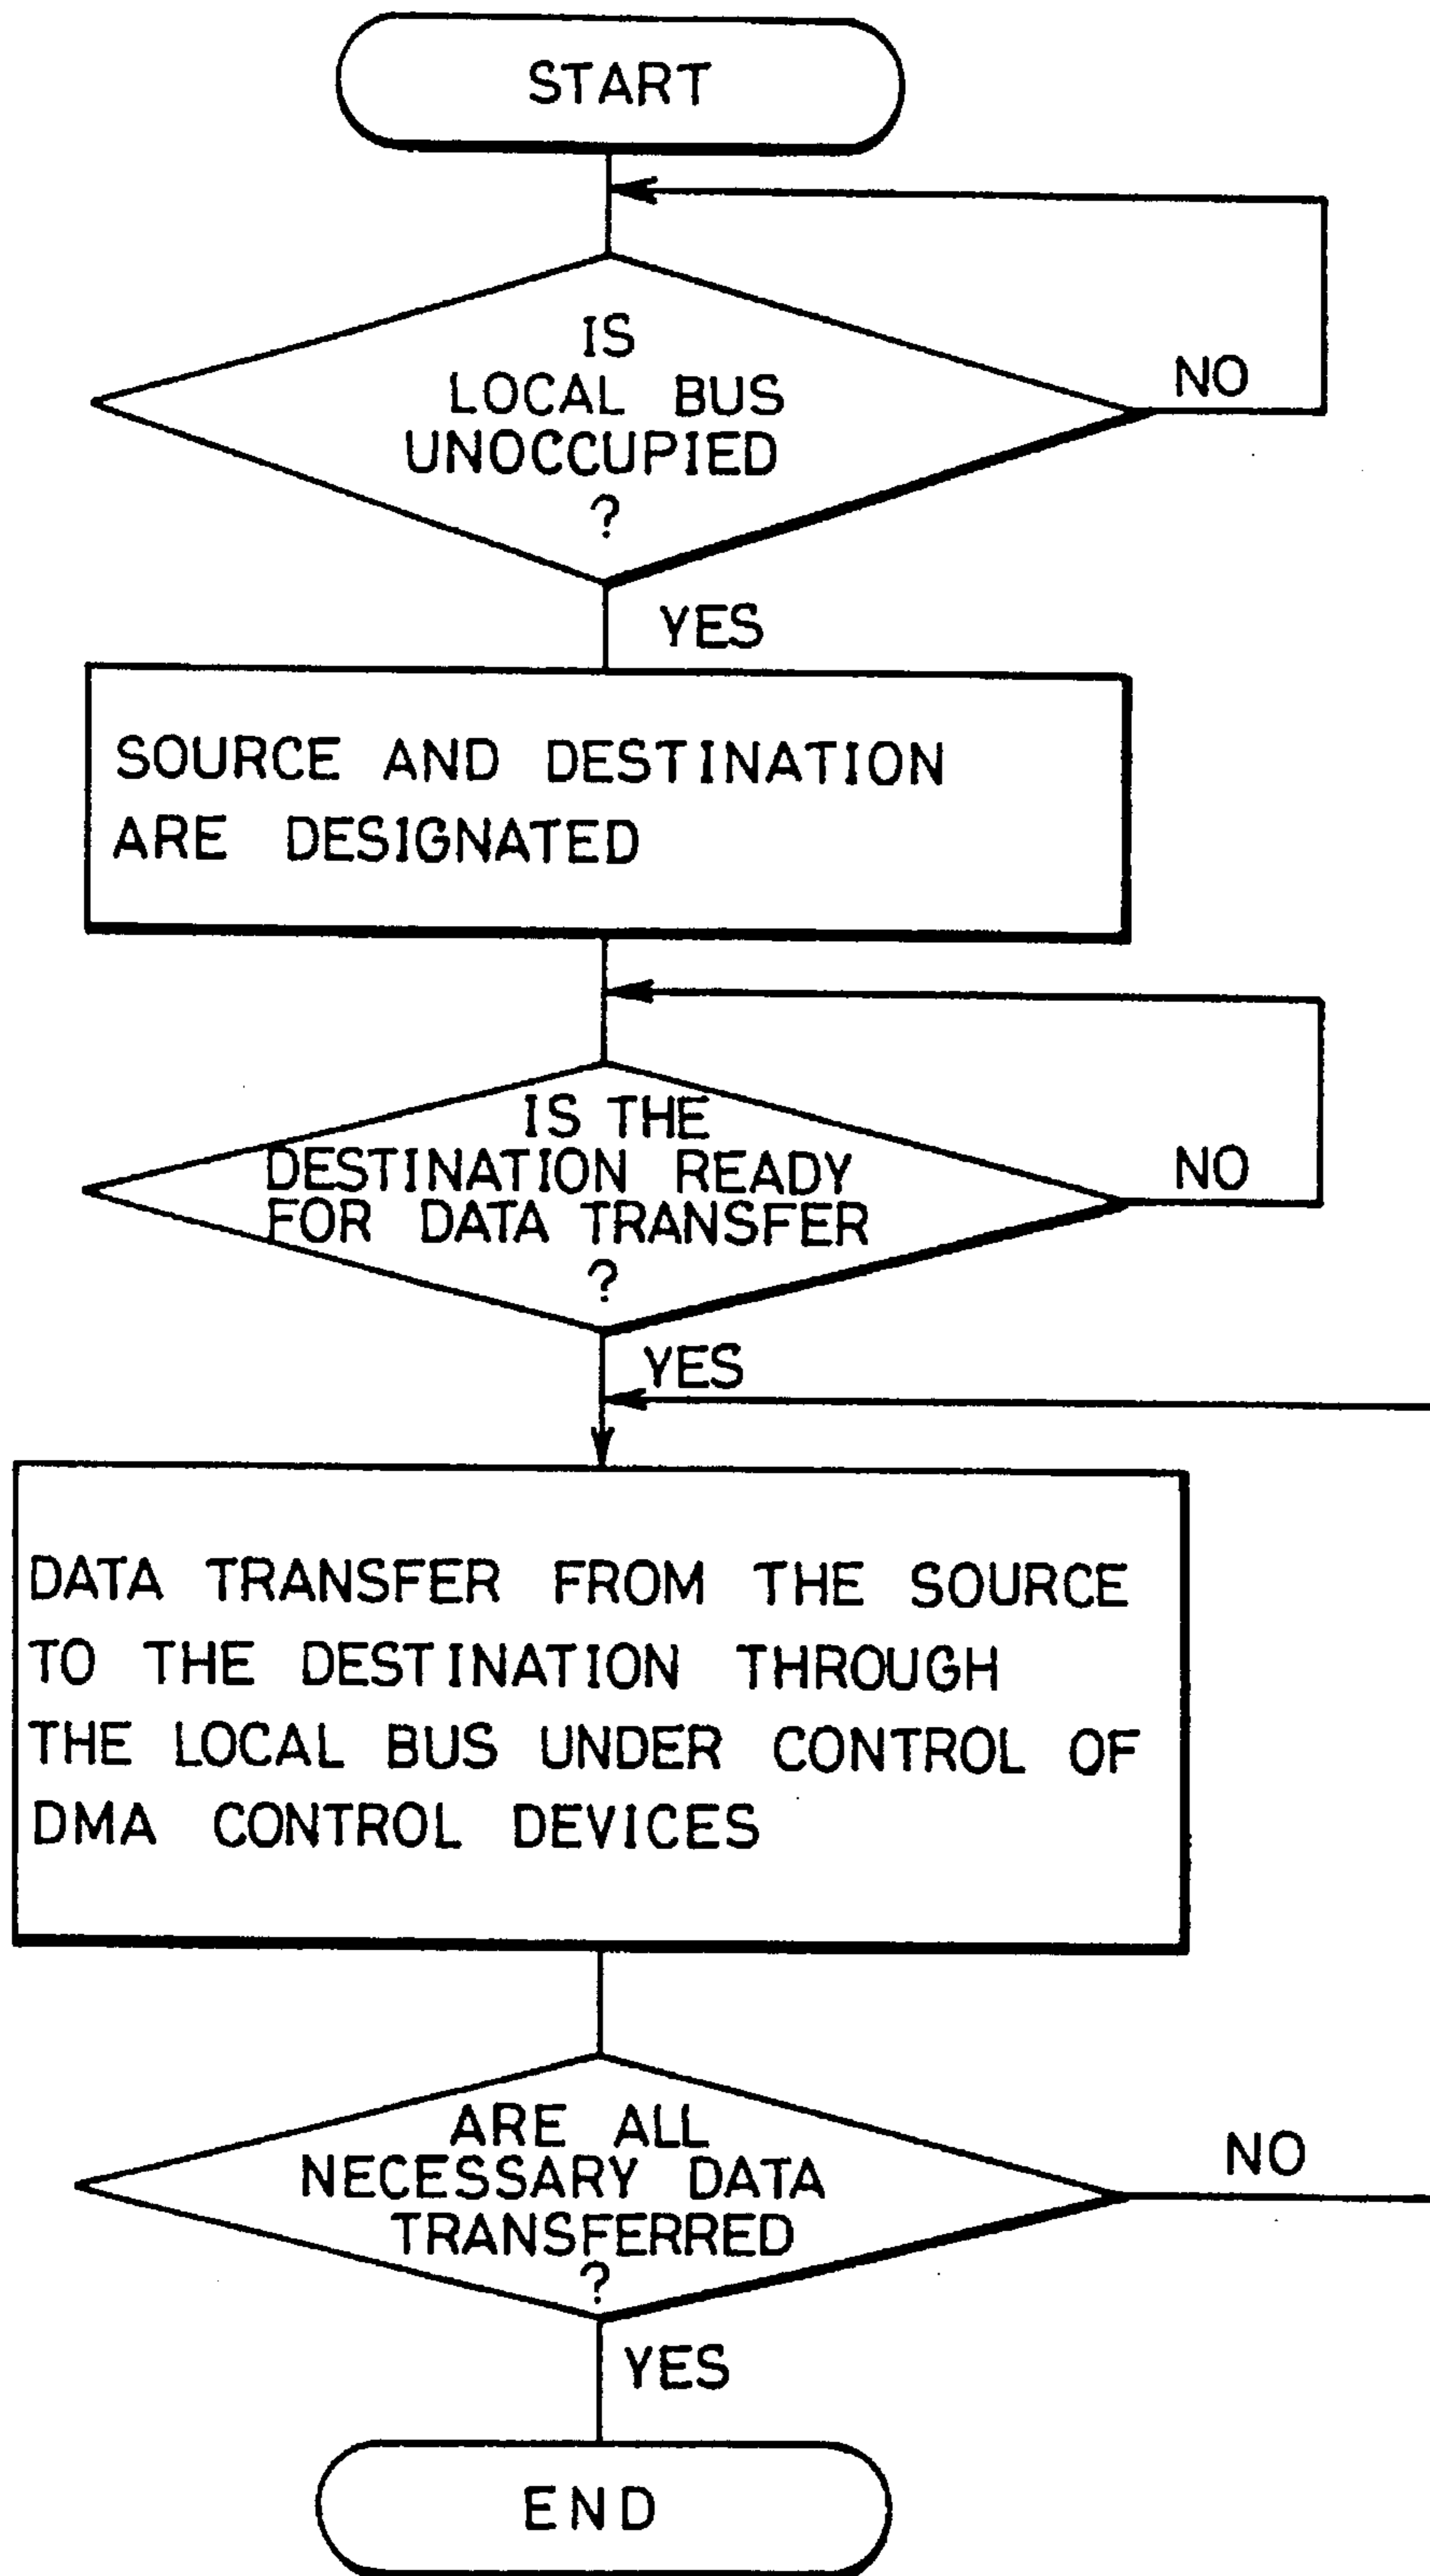 START
IS
LOCAL BUS
UNOCCUPIED
?
NO
YES
SOURCE AND DESTINATION
ARE DESIGNATED
IS THE
DESTINATION READY
FOR DATA TRANSFER
?
NO
YES
DATA TRANSFER FROM THE SOURCE
TO THE DESTINATION THROUGH
THE LOCAL BUS UNDER CONTROL OF
DMA CONTROL DEVICES
ARE ALL
NECESSARY DATA
TRANSFERRED
?
NO
YES
END